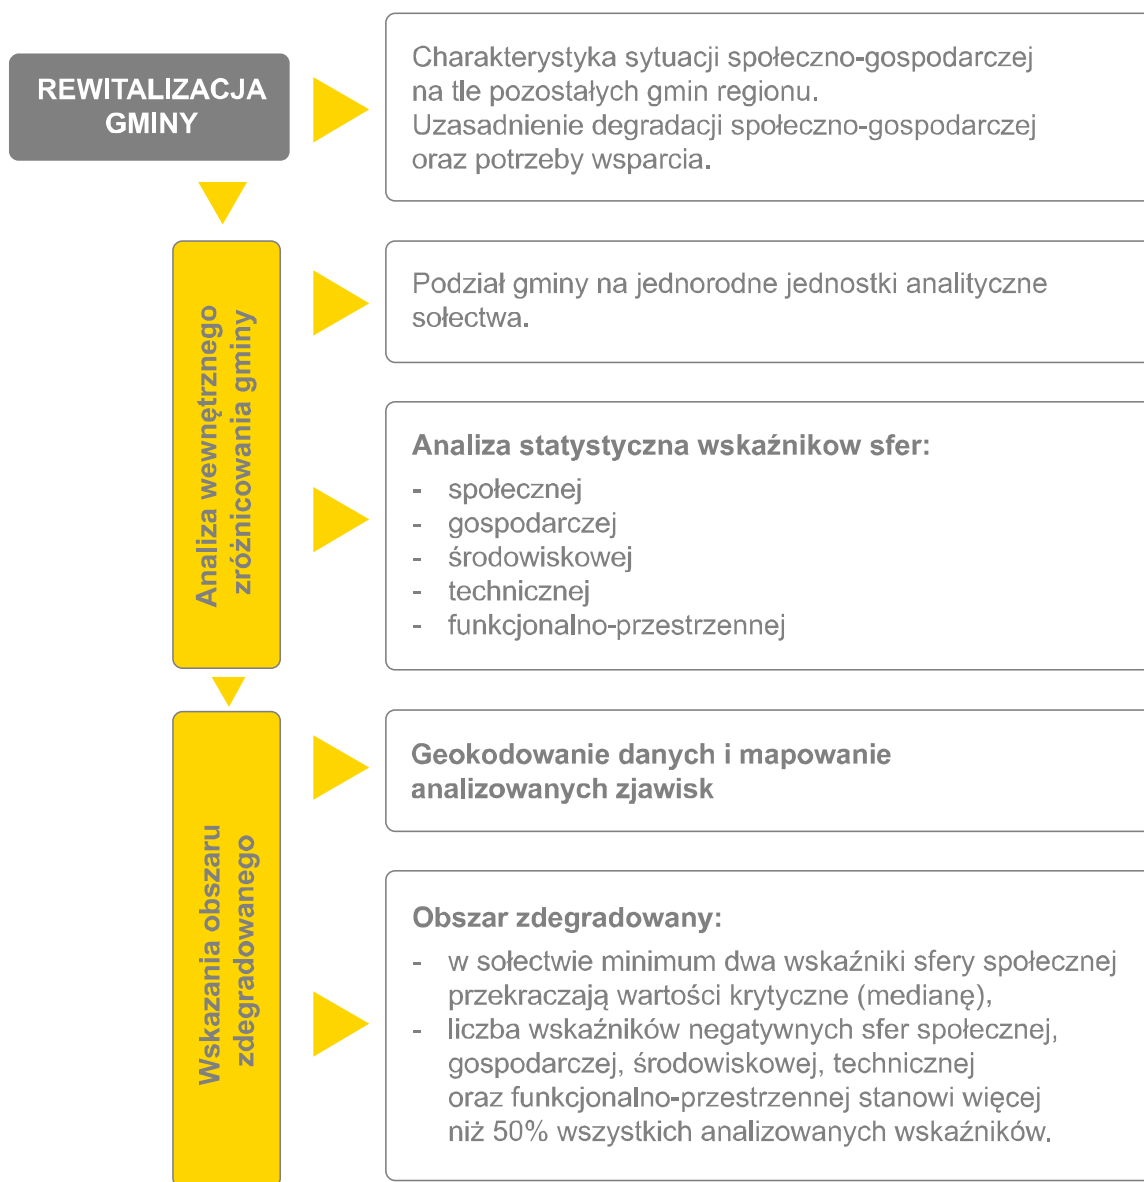 REWITALIZACJA
GMINY
Charakterystyka sytuacji społeczno-gospodarczej
na tle pozostałych gmin regionu.
Uzasadnienie degradacji społeczno-gospodarczej
oraz potrzeby wsparcia.
Analiza wewnętrznego
zróżnicowania gminy
Podział gminy na jednorodne jednostki analityczne
sołectwa.
Analiza statystyczna wskaźnikow sfer:
- społecznej
- gospodarczej
- środowiskowej
- technicznej
- funkcjonalno-przestrzennej
Wskazania obszaru
zdegradowanego
Geokodowanie danych i mapowanie
analizowanych zjawisk
Obszar zdegradowany:
- w sołectwie minimum dwa wskaźniki sfery społecznej
przekraczają wartości krytyczne (medianę),
- liczba wskaźników negatywnych sfer społecznej,
gospodarczej, środowiskowej, technicznej
oraz funkcjonalno-przestrzennej stanowi więcej
niż 50% wszystkich analizowanych wskaźników.